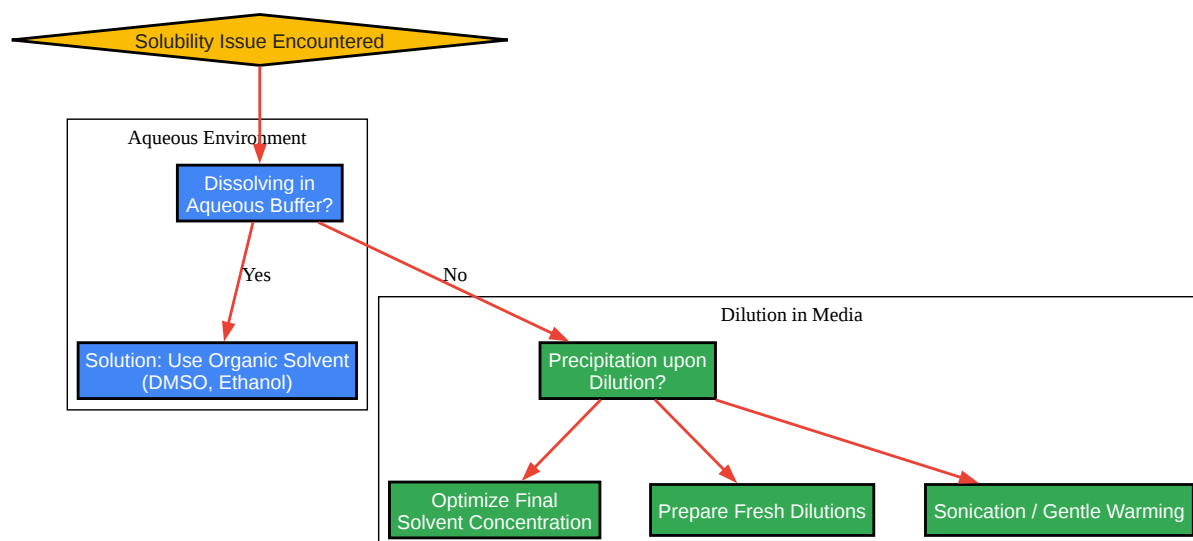 Solubility Issue Encountered
Aqueous Environment
Dissolving in
Aqueous Buffer?
Yes
No
Solution: Use Organic Solvent
(DMSO, Ethanol)
Dilution in Media
Precipitation upon
Dilution?
Optimize Final
Solvent Concentration
Prepare Fresh Dilutions
Sonication / Gentle Warming